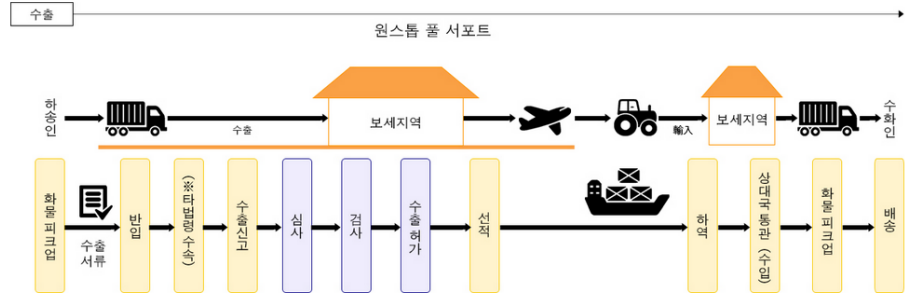 수출
원스톱 풀 서포트
하송인
수출
보세지역
輸入
보세지역
수화인
화물 피크업
수출
서류
반입
(※타법령 수속)
수출신고
심사
검사
수출 허가
선적
하역
상대국 통관 (수입)
화물 피크업
배송